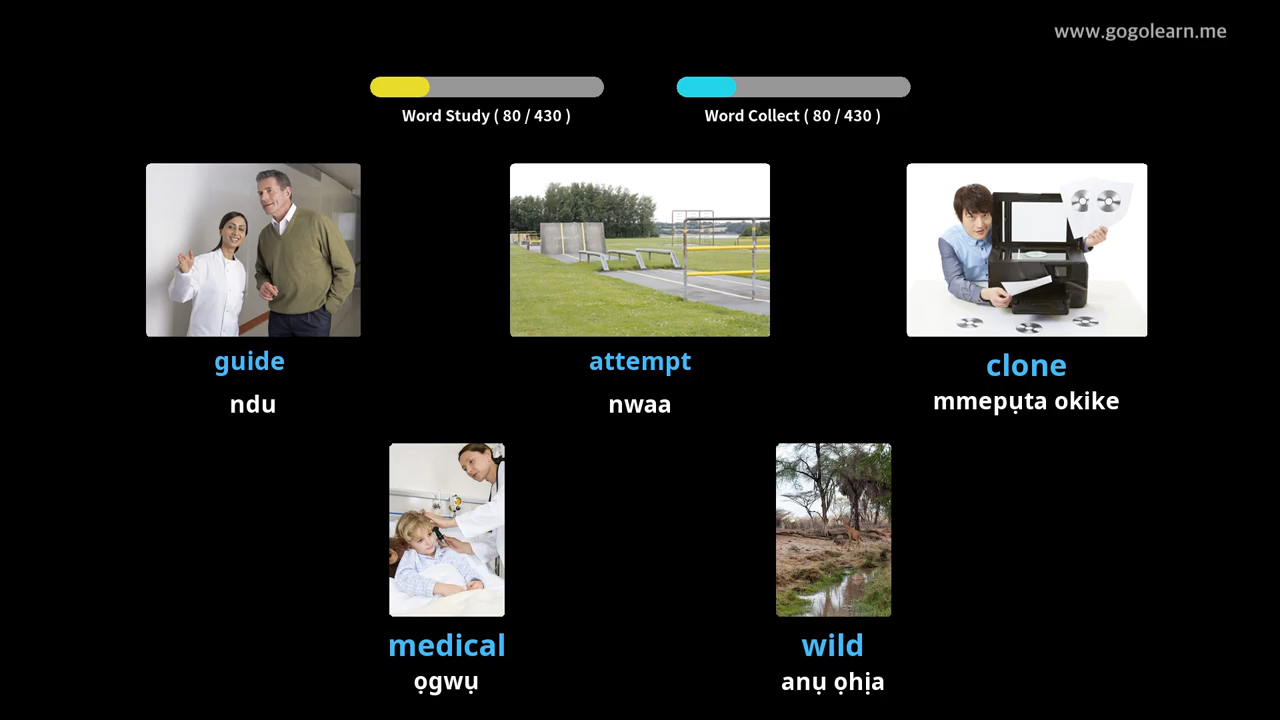 www.gogolearn.me
Word Study ( 80 / 430 )
Word Collect ( 80 / 430 )
guide
ndu
attempt
nwaa
clone
mmepụta okike
medical
ọgwụ
wild
anụ ọhịa